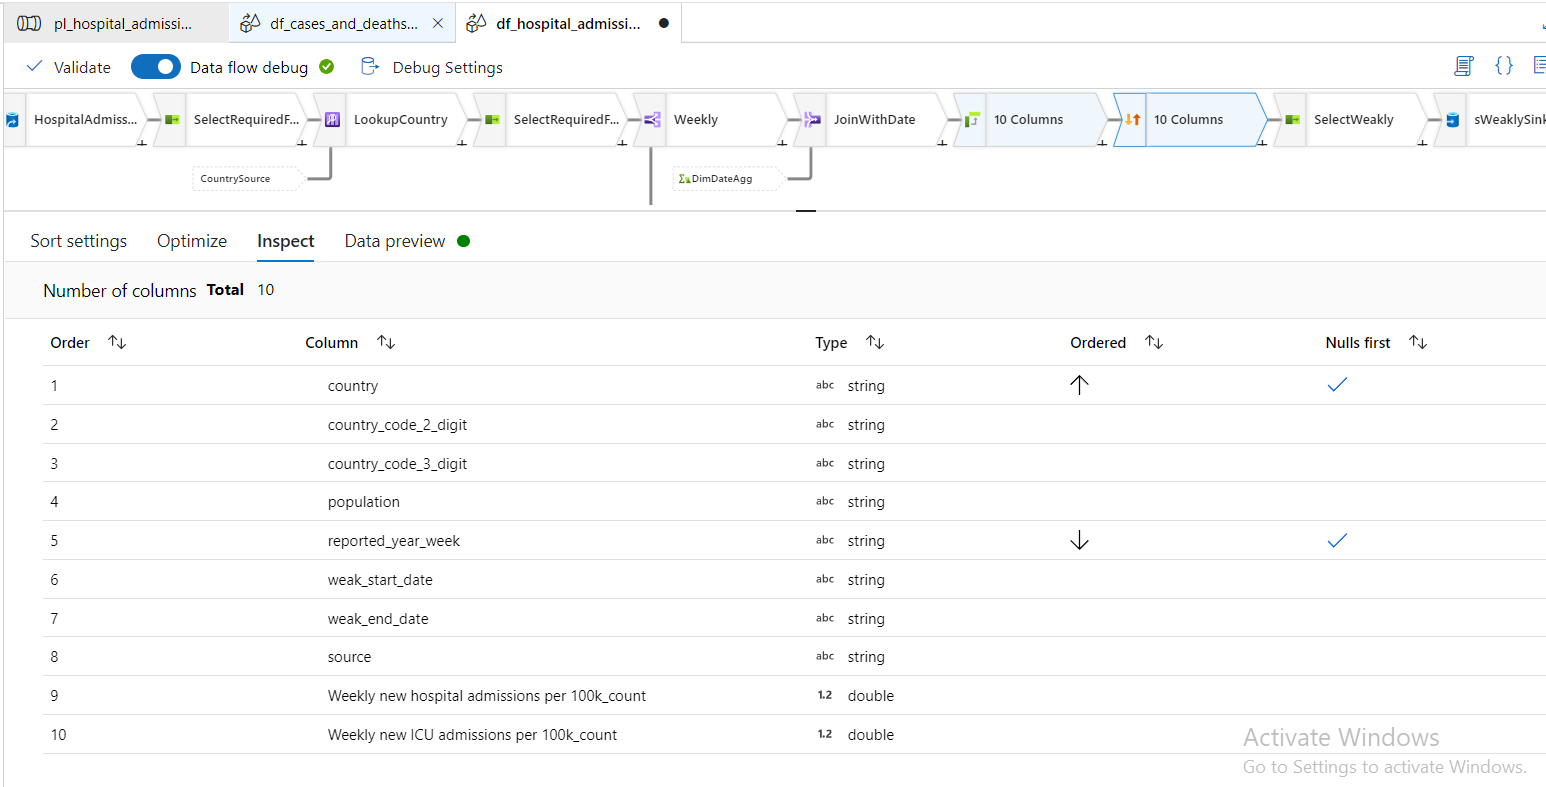 pl_hospital_admissi...
df_cases_and_deaths...
df_hospital_admissi...
Validate
Data flow debug
Debug Settings
HospitalAdmiss...
SelectRequiredF...
LookupCountry
SelectRequiredF...
Weekly
JoinWithDate
10 Columns
10 Columns
SelectWeakly
sWeaklySink
CountrySource
DimDateAgg
Sort settings
Optimize
Inspect
Data preview
Number of columns Total 10
Order Column Type Ordered Nulls first
1 country abc string
2 country_code_2_digit abc string
3 country_code_3_digit abc string
4 population abc string
5 reported_year_week abc string
6 weak_start_date abc string
7 weak_end_date abc string
8 source abc string
9 Weekly new hospital admissions per 100k_count 1.2 double
10 Weekly new ICU admissions per 100k_count 1.2 double
Activate Windows
Go to Settings to activate Windows.